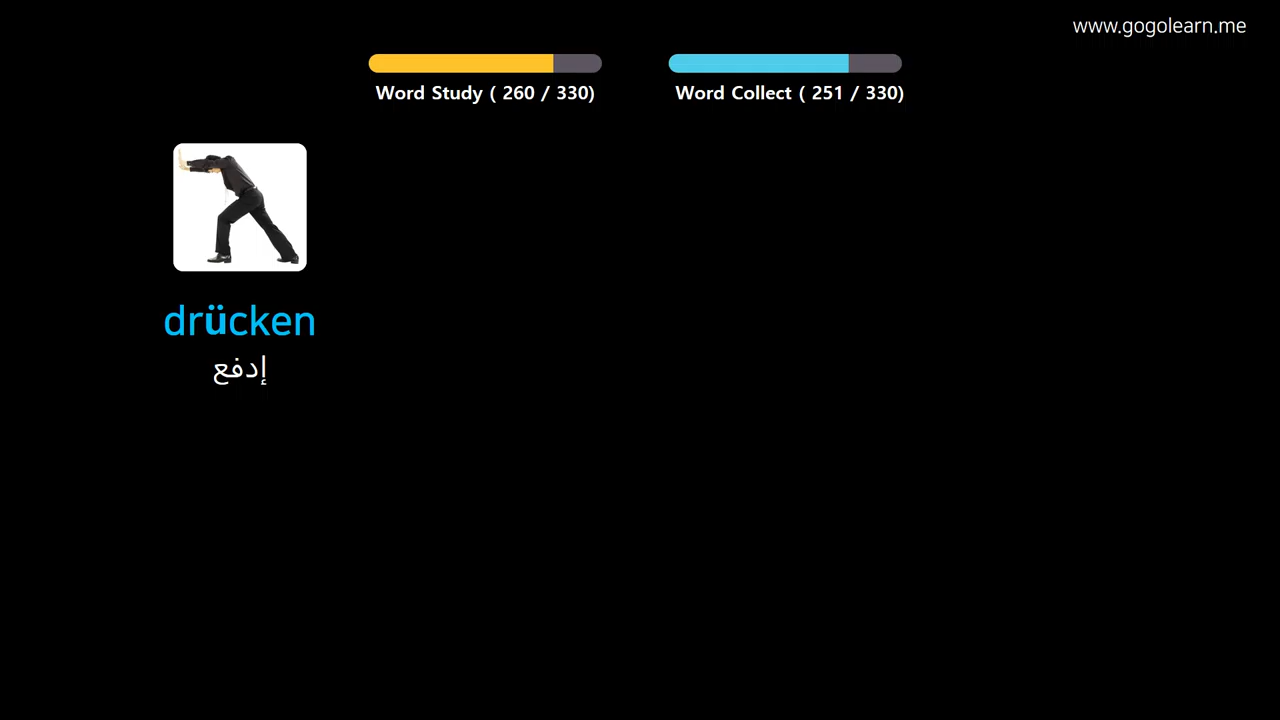 www.gogolearn.me
Word Study ( 260 / 330)
Word Collect ( 251 / 330)
drücken
إدفع